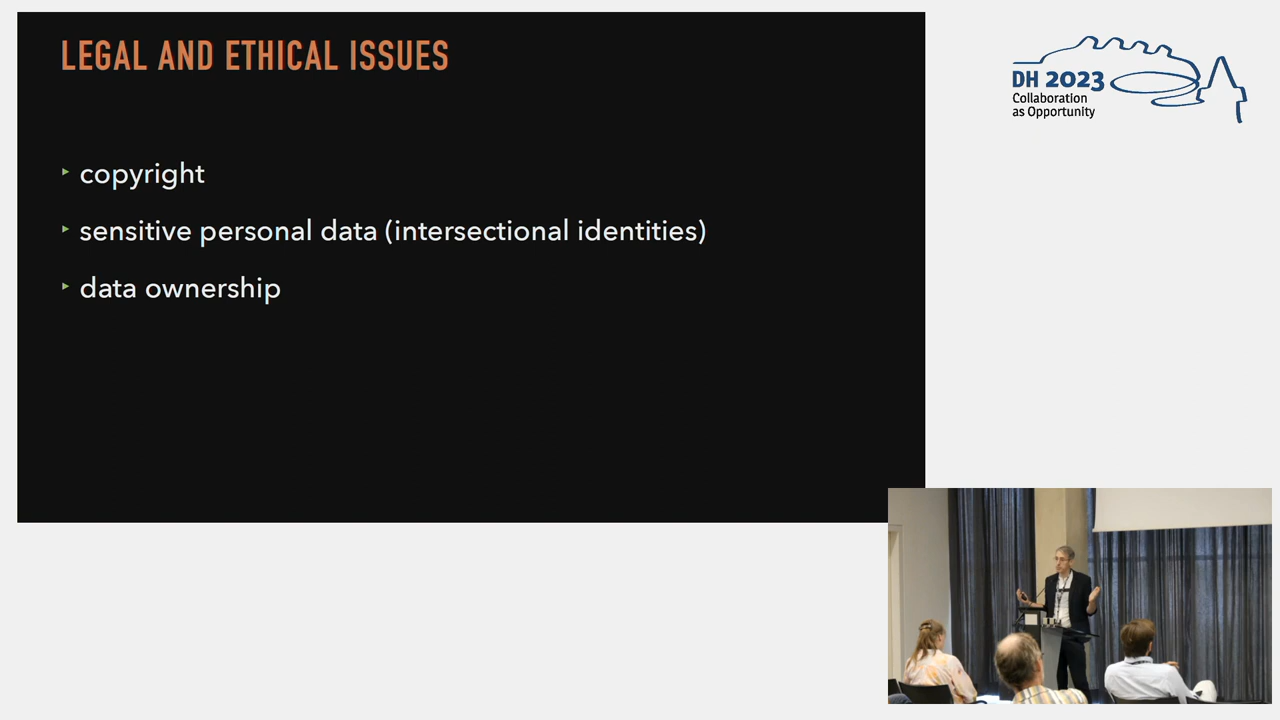 LEGAL AND ETHICAL ISSUES
‣ copyright
‣ sensitive personal data (intersectional identities)
‣ data ownership
DH 2023
Collaboration
as Opportunity